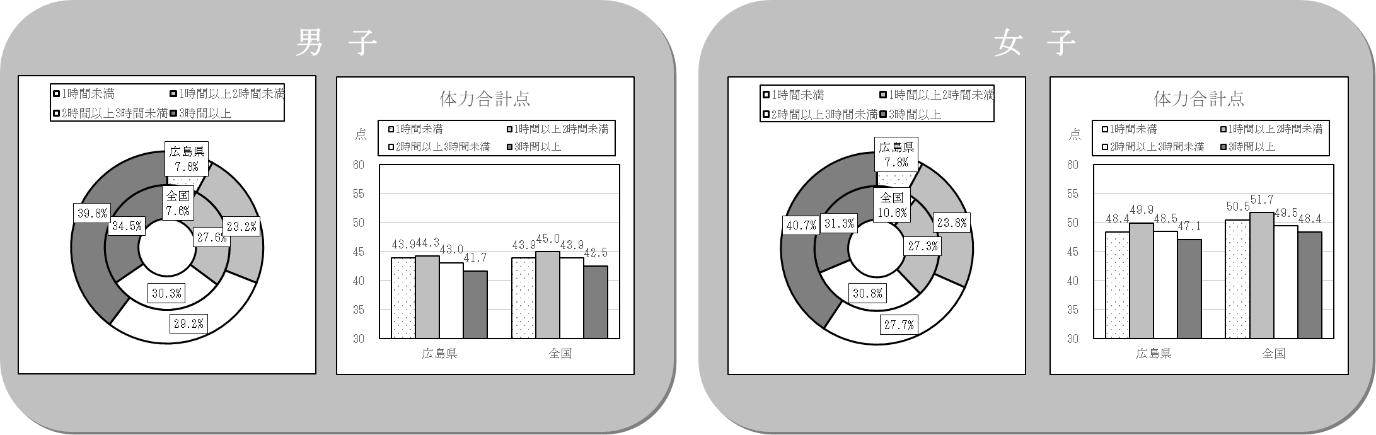 男 子
1時間未満 1時間以上2時間未満
2時間以上3時間未満 3時間以上
広島県
7.8%
全国
7.6%
39.8%
34.5%
27.6%
23.2%
30.3%
29.2%
体力合計点
点
1時間未満 1時間以上2時間未満
2時間以上3時間未満 3時間以上
60
55
50
45
40
35
30
43.9 44.3 43.0 41.7
43.9 45.0 43.9 42.5
広島県 全国
女 子
1時間未満 1時間以上2時間未満
2時間以上3時間未満 3時間以上
広島県
7.8%
全国
10.6%
40.7%
31.3%
27.3%
23.8%
30.8%
27.7%
体力合計点
点
1時間未満 1時間以上2時間未満
2時間以上3時間未満 3時間以上
80
55
50
45
40
35
30
48.4 49.9 48.5 47.1
50.5 51.7 49.5 48.4
広島県 全国